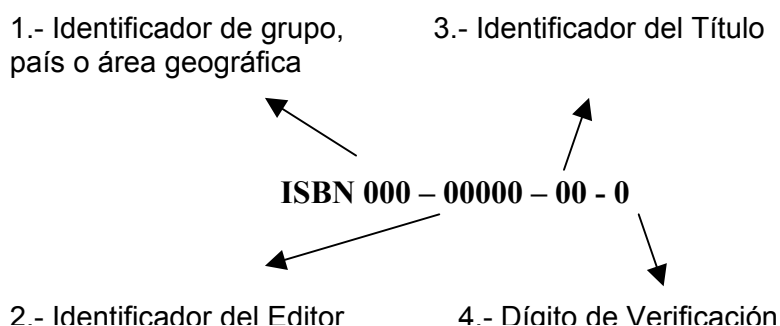 1.- Identificador de grupo,
país o área geográfica
3.- Identificador del Título
ISBN 000 – 00000 – 00 - 0
2.- Identificador del Editor
4.- Dígito de Verificación